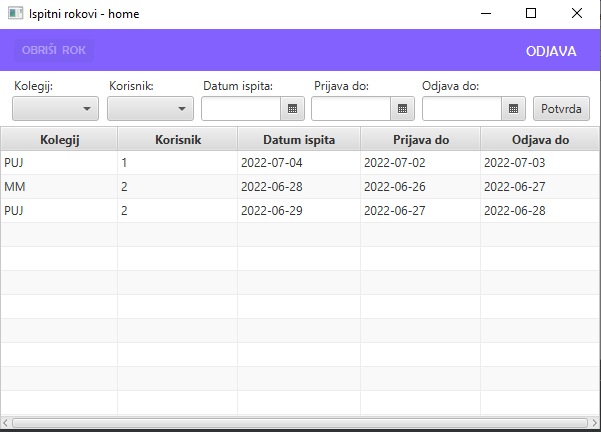 Ispitni rokovi - home
OBRIŠI ROK ODJAVA
Kolegij: Korisnik: Datum ispita: Prijava do: Odjava do:
Potvrda
Kolegij Korisnik Datum ispita Prijava do Odjava do
PUJ 1 2022-07-04 2022-07-02 2022-07-03
MM 2 2022-06-28 2022-06-26 2022-06-27
PUJ 2 2022-06-29 2022-06-27 2022-06-28